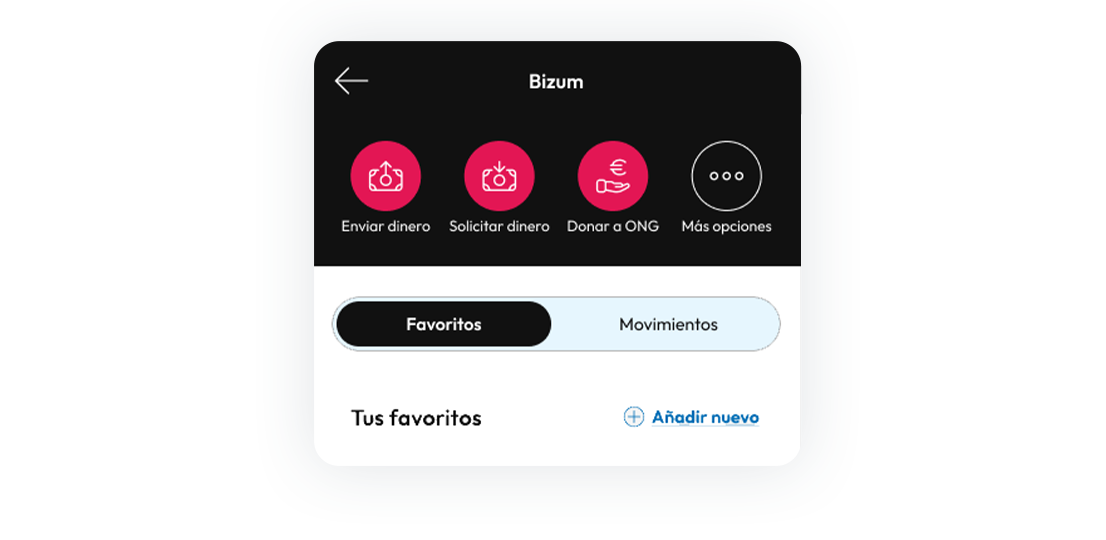 Bizum
Enviar dinero
Solicitar dinero
Donar a ONG
Más opciones
Favoritos
Movimientos
Tus favoritos
Añadir nuevo